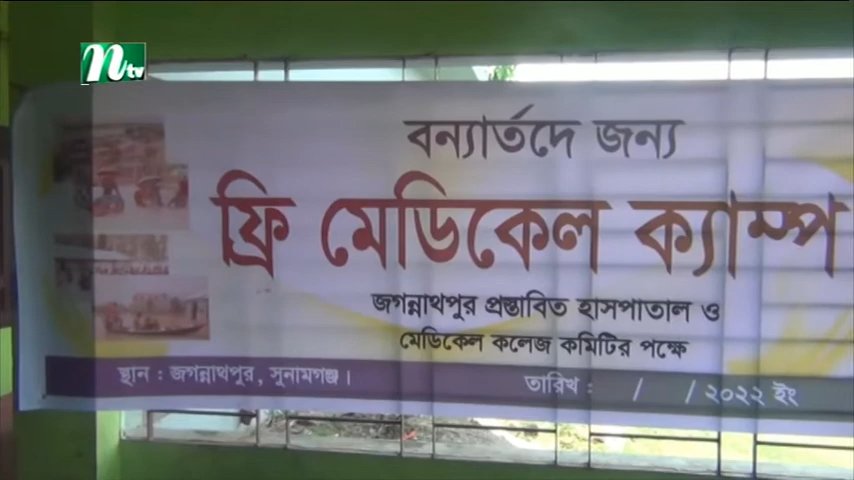 ntv
বন্যার্তদে জন্য
ফ্রি মেডিকেল ক্যাম্প
জগন্নাথপুর প্রস্তাবিত হাসপাতাল ও
মেডিকেল কলেজ কমিটির পক্ষে
স্থান : জগন্নাথপুর, সুনামগঞ্জ। তারিখ : / / ২০২২ ইং